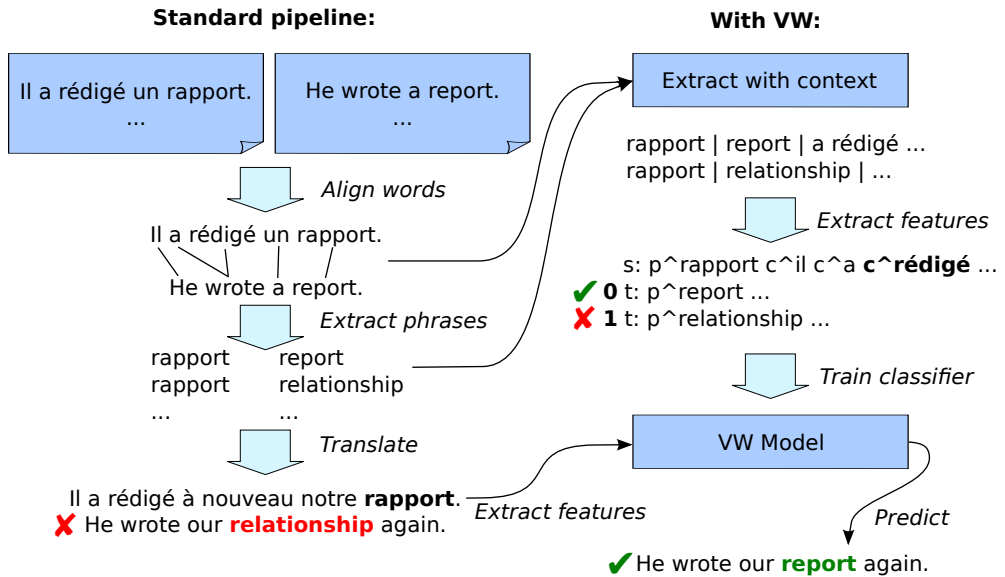 Standard pipeline:
Il a rédigé un rapport.
...
He wrote a report.
...
Align words
Il a rédigé un rapport.
He wrote a report.
Extract phrases
rapport report
rapport relationship
... ...
Translate
Il a rédigé à nouveau notre rapport.
✘ He wrote our relationship again.
With VW:
Extract with context
rapport | report | a rédigé ...
rapport | relationship | ...
Extract features
s: p^rapport c^il c^a c^rédigé ...
✔ 0 t: p^report ...
✘ 1 t: p^relationship ...
Train classifier
VW Model
Extract features
Predict
✔ He wrote our report again.